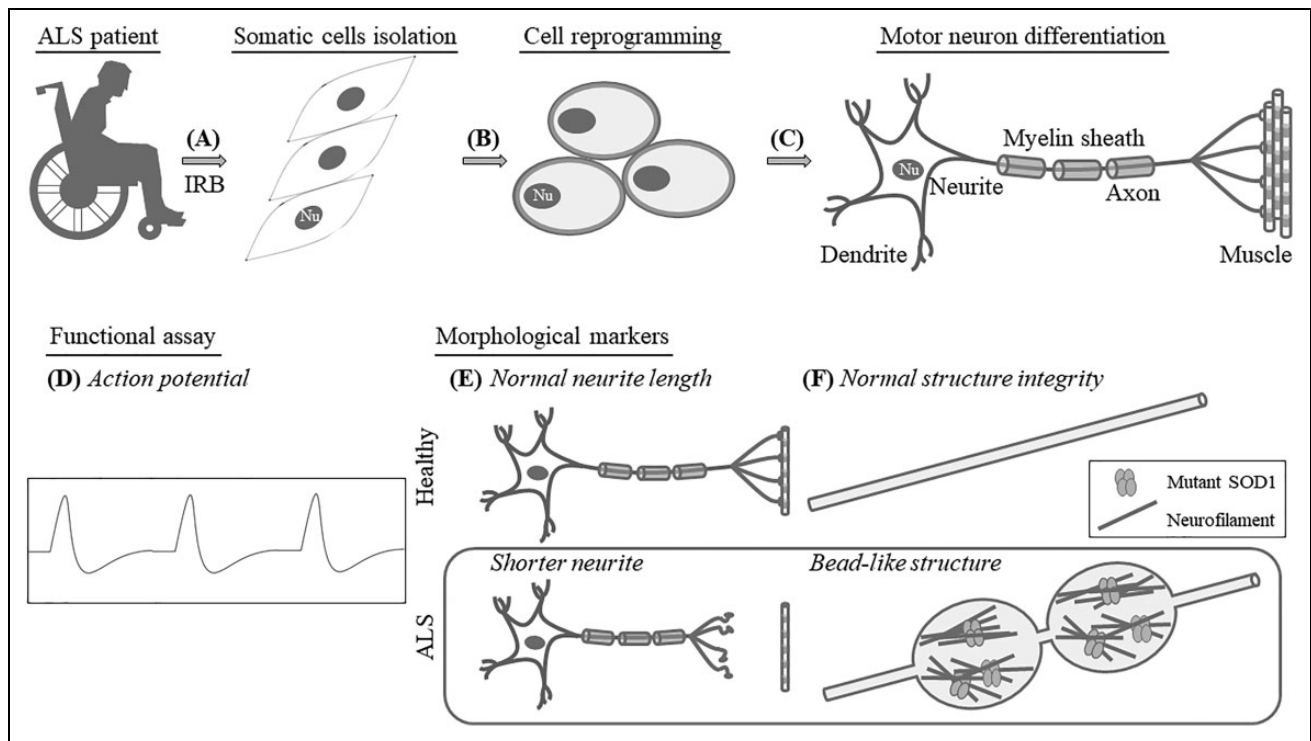 ALS patient
Somatic cells isolation
Cell reprogramming
Motor neuron differentiation
(A)
IRB
(B)
(C)
Nu
Nu
Nu
Myelin sheath
Neurite
Axon
Dendrite
Muscle
Functional assay
Morphological markers
(D) Action potential
(E) Normal neurite length
(F) Normal structure integrity
Healthy
Mutant SOD1
Neurofilament
ALS
Shorter neurite
Bead-like structure